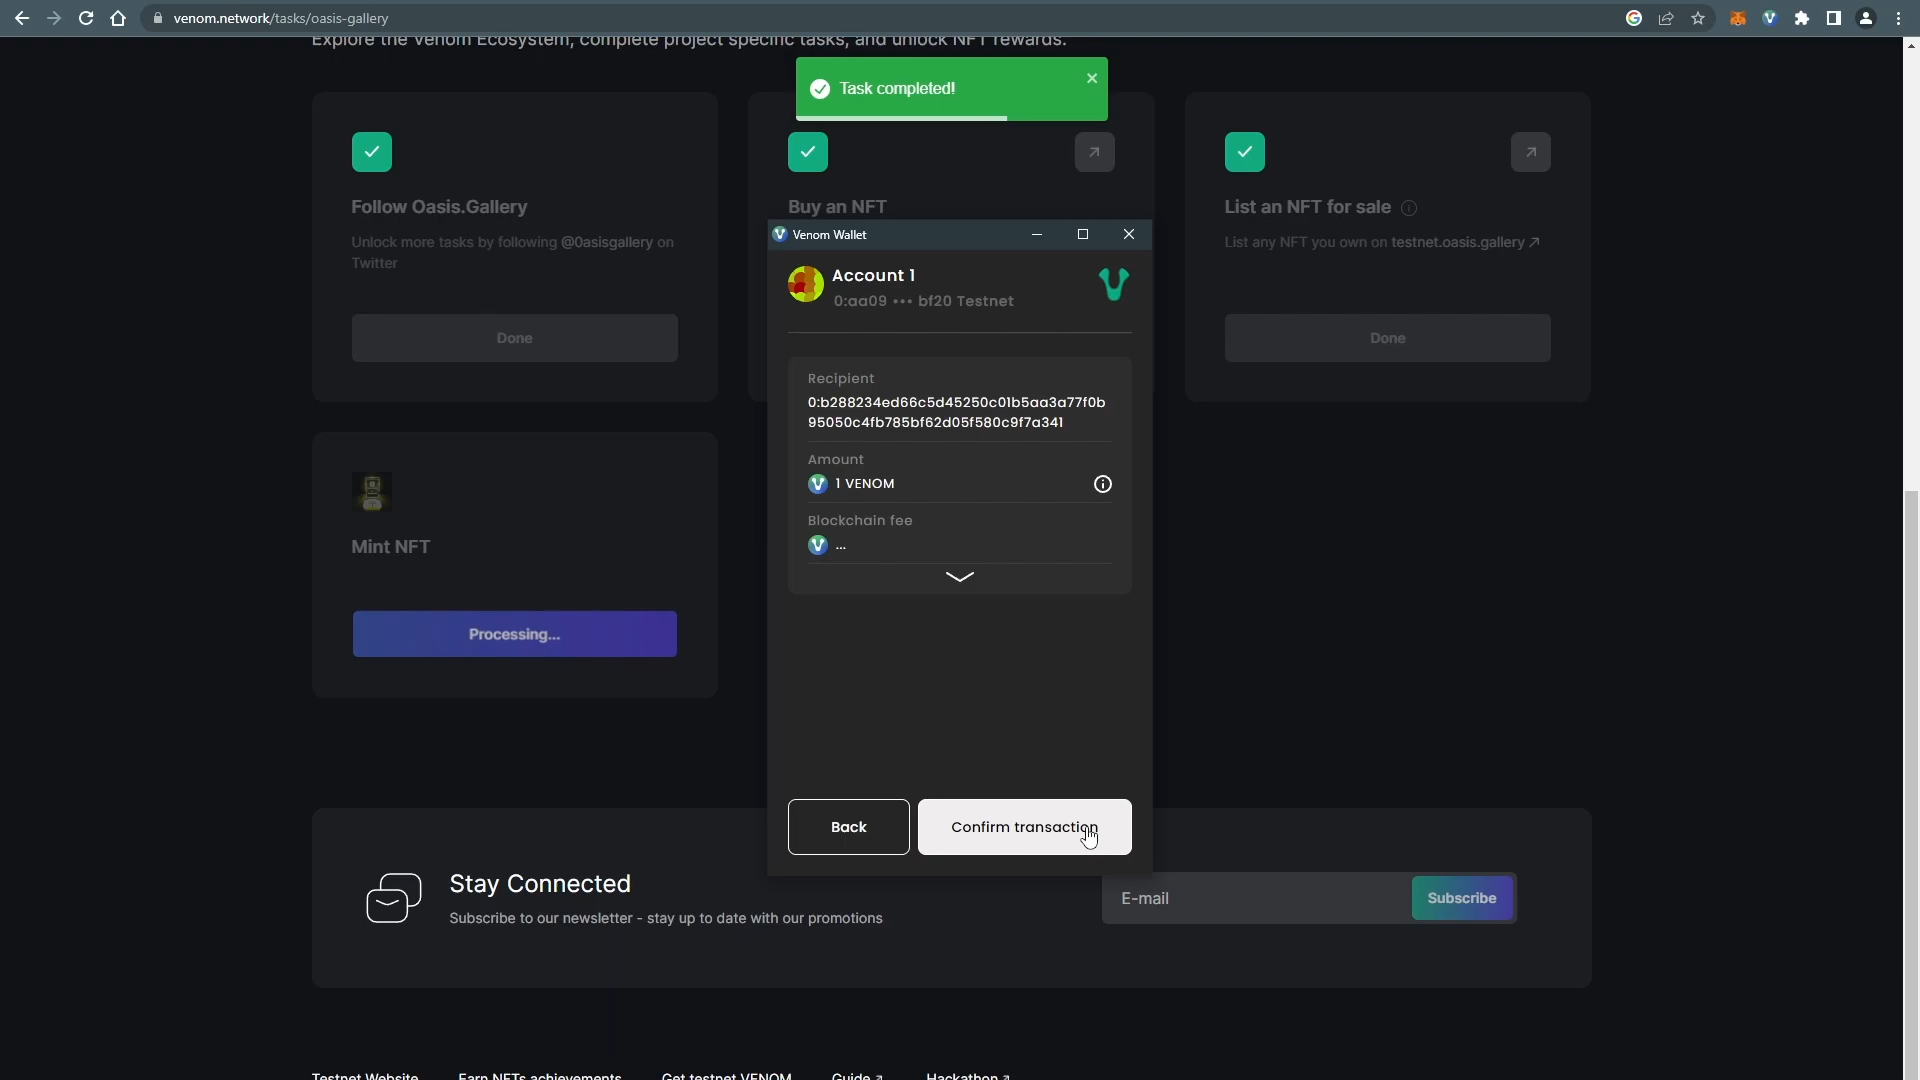 venom.network/tasks/oasis-gallery
Explore the Venom Ecosystem, complete project specific tasks, and unlock NFT rewards.
Task completed!
Follow Oasis.Gallery
Unlock more tasks by following @0asisgallery on
Twitter
Done
Buy an NFT
List an NFT for sale
List any NFT you own on testnet.oasis.gallery
Done
Venom Wallet
Account 1
0:aa09 ••• bf20 Testnet
Recipient
0:b288234ed66c5d45250c01b5aa3a77f0b
95050c4fb785bf62d05f580c9f7a341
Amount
1 VENOM
Blockchain fee
...
Back
Confirm transaction
Mint NFT
Processing...
Stay Connected
Subscribe to our newsletter - stay up to date with our promotions
E-mail
Subscribe
Testnet Website
Earn NFTs achievements
Get testnet VENOM
Guide
Hackathon